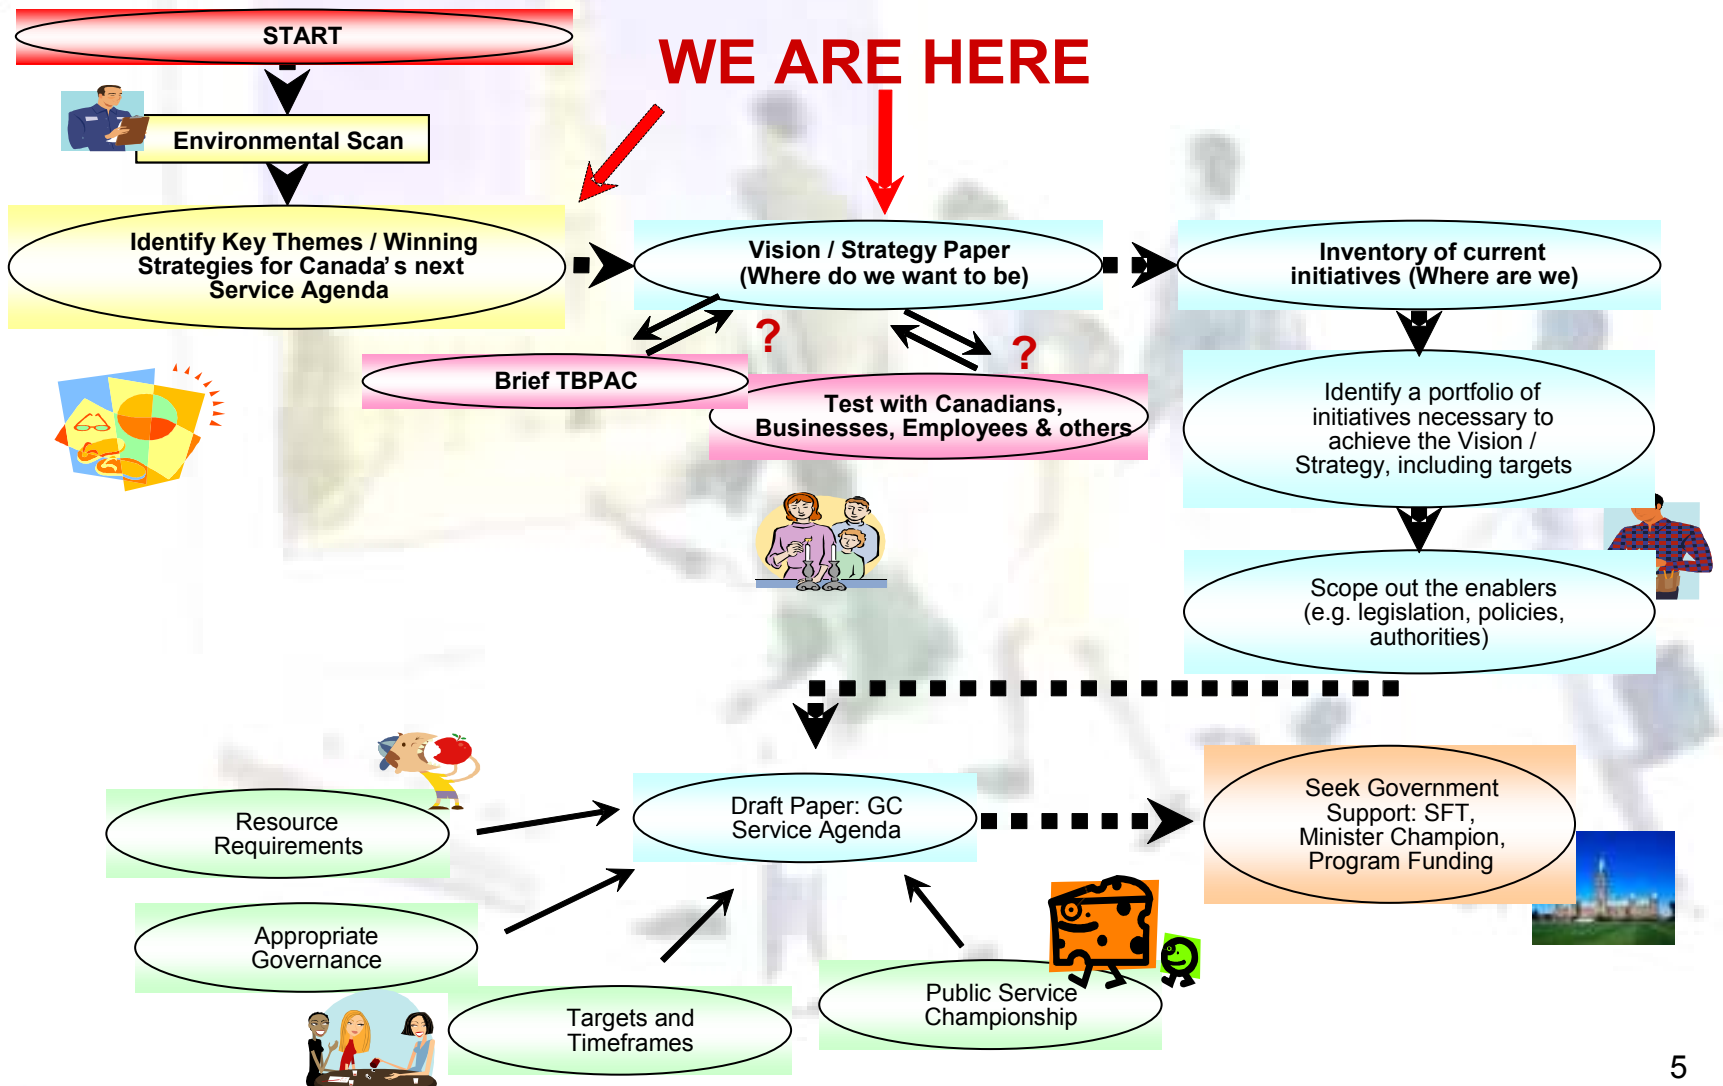 START
WE ARE HERE
Environmental Scan
Identify Key Themes / Winning
Strategies for Canada's next
Service Agenda
Vision / Strategy Paper
(Where do we want to be)
Inventory of current
initiatives (Where are we)
?
?
Brief TBPAC
Test with Canadians,
Businesses, Employees & others
Identify a portfolio of
initiatives necessary to
achieve the Vision /
Strategy, including targets
Scope out the enablers
(e.g. legislation, policies,
authorities)
Resource
Requirements
Draft Paper: GC
Service Agenda
Seek Government
Support: SFT,
Minister Champion,
Program Funding
Appropriate
Governance
Targets and
Timeframes
Public Service
Championship
5